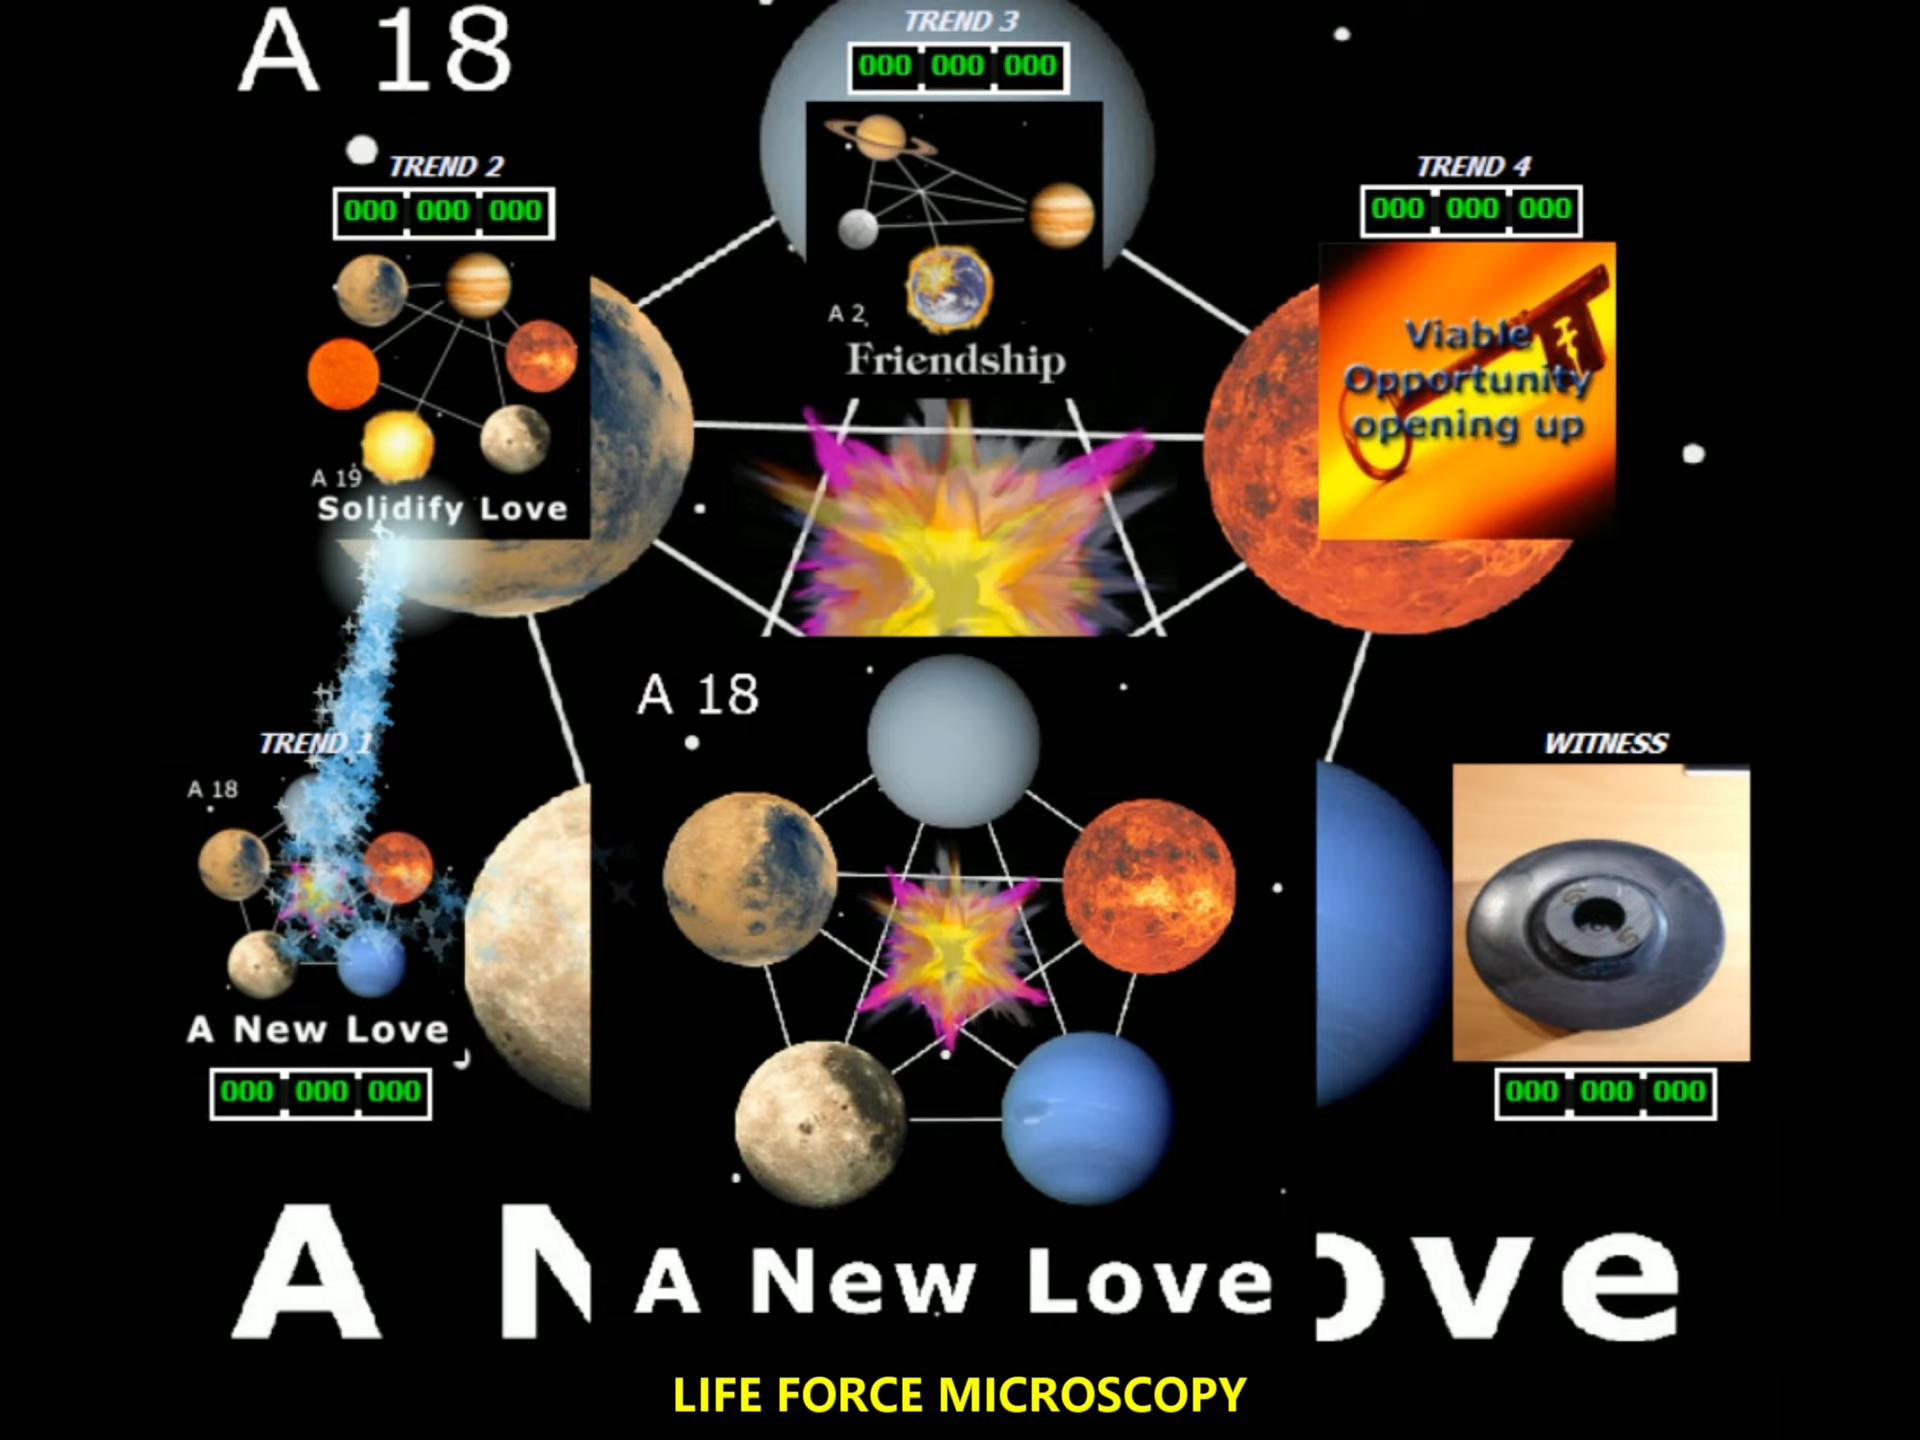 A 18
TREND 3
000 000 000
TREND 2
000 000 000
TREND 4
000 000 000
A 2
Friendship
Viable
Opportunity
opening up
A 19
Solidify Love
A 18
TREND 1
A 18
A New Love
000 000 000
WITNESS
000 000 000
A N
A New Love
ove
LIFE FORCE MICROSCOPY